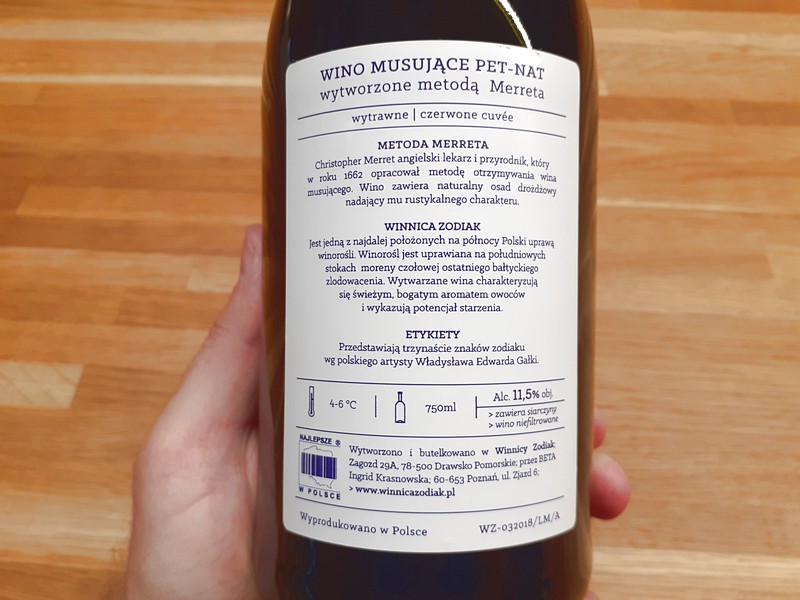 WINO MUSUJĄCE PET-NAT
wytworzone metodą Merreta
wytrawne | czerwone cuvée
METODA MERRETA
Christopher Merret angielski lekarz i przyrodnik, który
w roku 1662 opracował metodę otrzymywania wina
musującego. Wino zawiera naturalny osad drożdżowy
nadający mu rustykalnego charakteru.
WINNICA ZODIAK
Jest jedną z najdalej położonych na północy Polski uprawą
winorośli. Winorośl jest uprawiana na południowych
stokach moreny czołowej ostatniego bałtyckiego
zlodowacenia. Wytwarzane wina charakteryzują
się świeżym, bogatym aromatem owoców
i wykazują potencjał starzenia.
ETYKIETY
Przedstawiają trzynaście znaków zodiaku
wg polskiego artysty Władysława Edwarda Gałki.
4-6 °C
750ml
Alc. 11,5% obj.
> zawiera siarczyny
> wino niefiltrowane
NAJLEPSZE ®
W POLSCE
Wytworzono i butelkowano w Winnicy Zodiak:
Zagozd 29A, 78-500 Drawsko Pomorskie; przez BETA
Ingrid Krasnowska; 60-653 Poznań, ul. Zjazd 6;
> www.winnicazodiak.pl
Wyprodukowano w Polsce
WZ-032018/LM/A